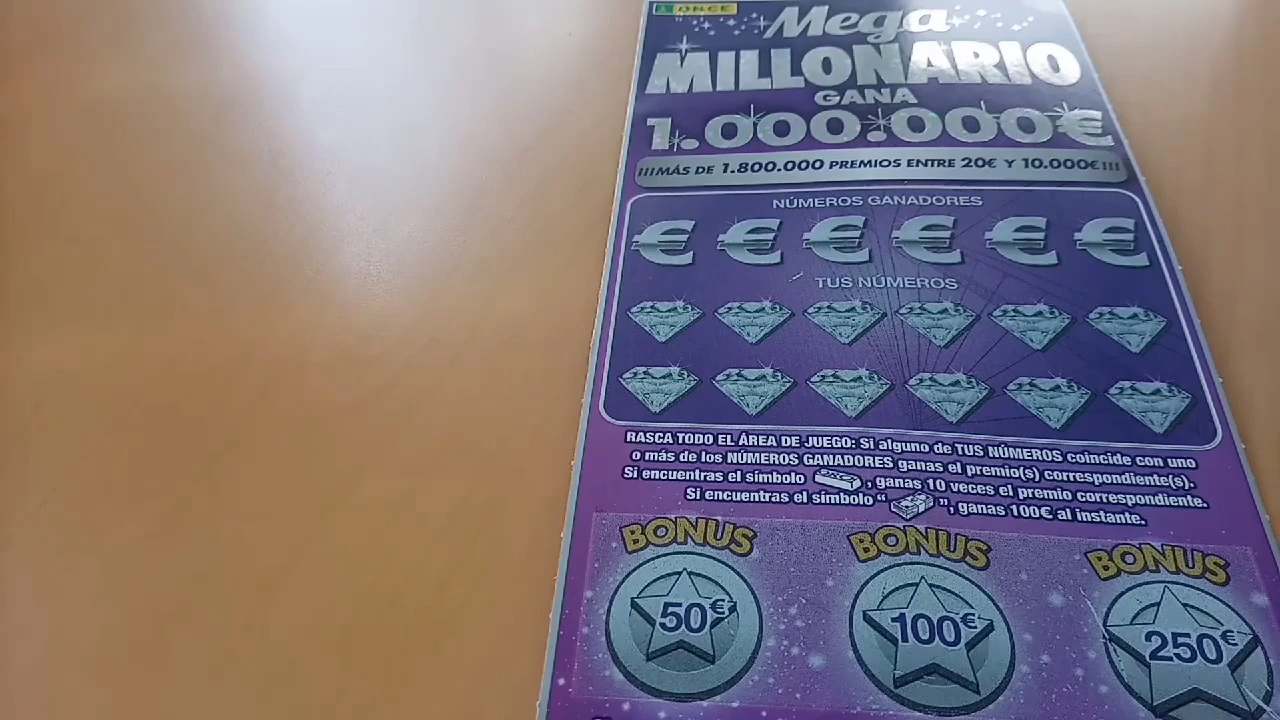 ONCE
Mega
MILLONARIO
GANA
1.000.000€
¡¡¡MÁS DE 1.800.000 PREMIOS ENTRE 20€ Y 10.000€!!!
NÚMEROS GANADORES
€ € € € € €
TUS NÚMEROS
RASCA TODO EL ÁREA DE JUEGO: Si alguno de TUS NÚMEROS coincide con uno
o más de los NÚMEROS GANADORES ganas el premio(s) correspondiente(s).
Si encuentras el símbolo , ganas 10 veces el premio correspondiente.
Si encuentras el símbolo “ ”, ganas 100€ al instante.
BONUS BONUS BONUS
50€ 100€ 250€